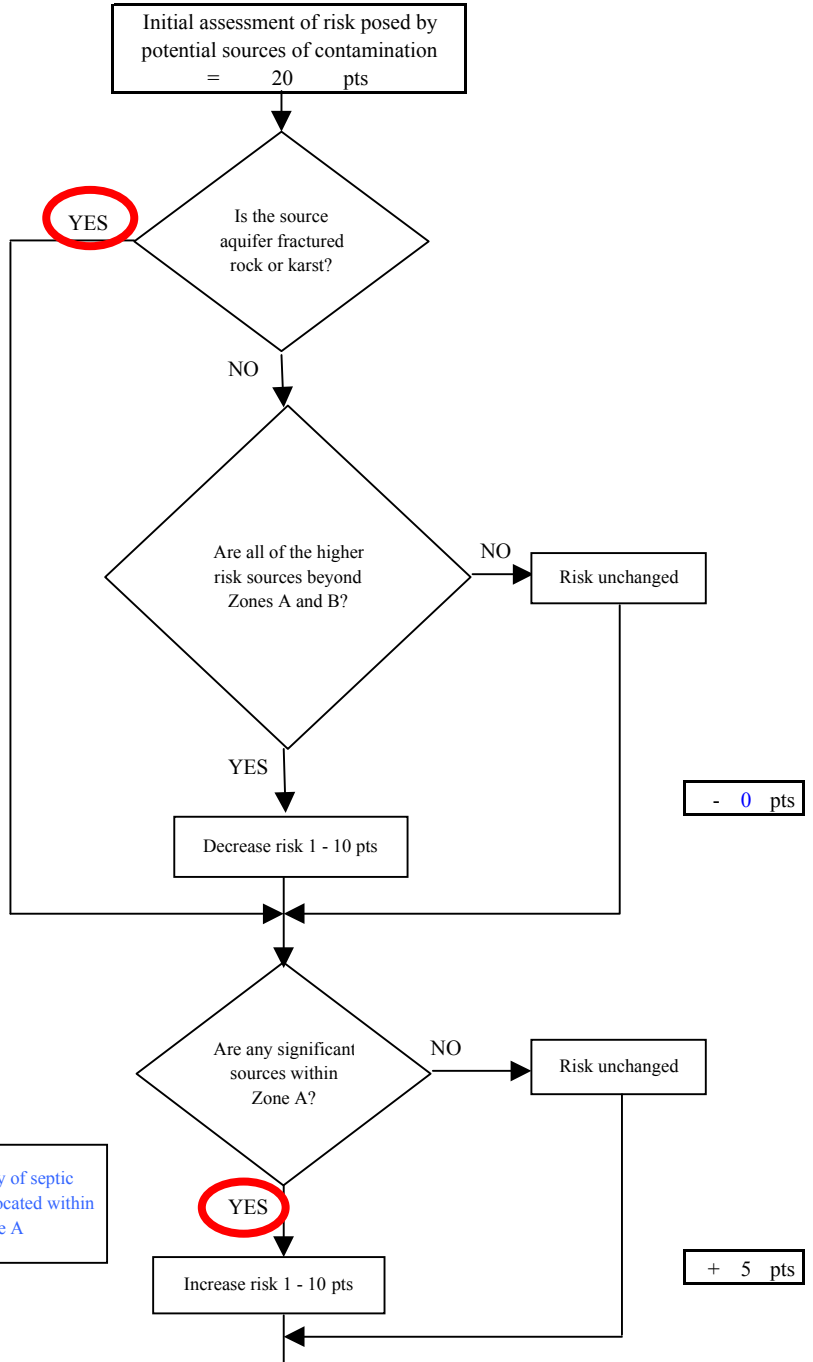 Initial assessment of risk posed by
potential sources of contamination
= 20 pts
YES
Is the source
aquifer fractured
rock or karst?
NO
Are all of the higher
risk sources beyond
Zones A and B?
NO
Risk unchanged
YES
- 0 pts
Decrease risk 1 - 10 pts
Are any significant
sources within
Zone A?
NO
Risk unchanged
of septic
within
A
YES
+ 5 pts
Increase risk 1 - 10 pts